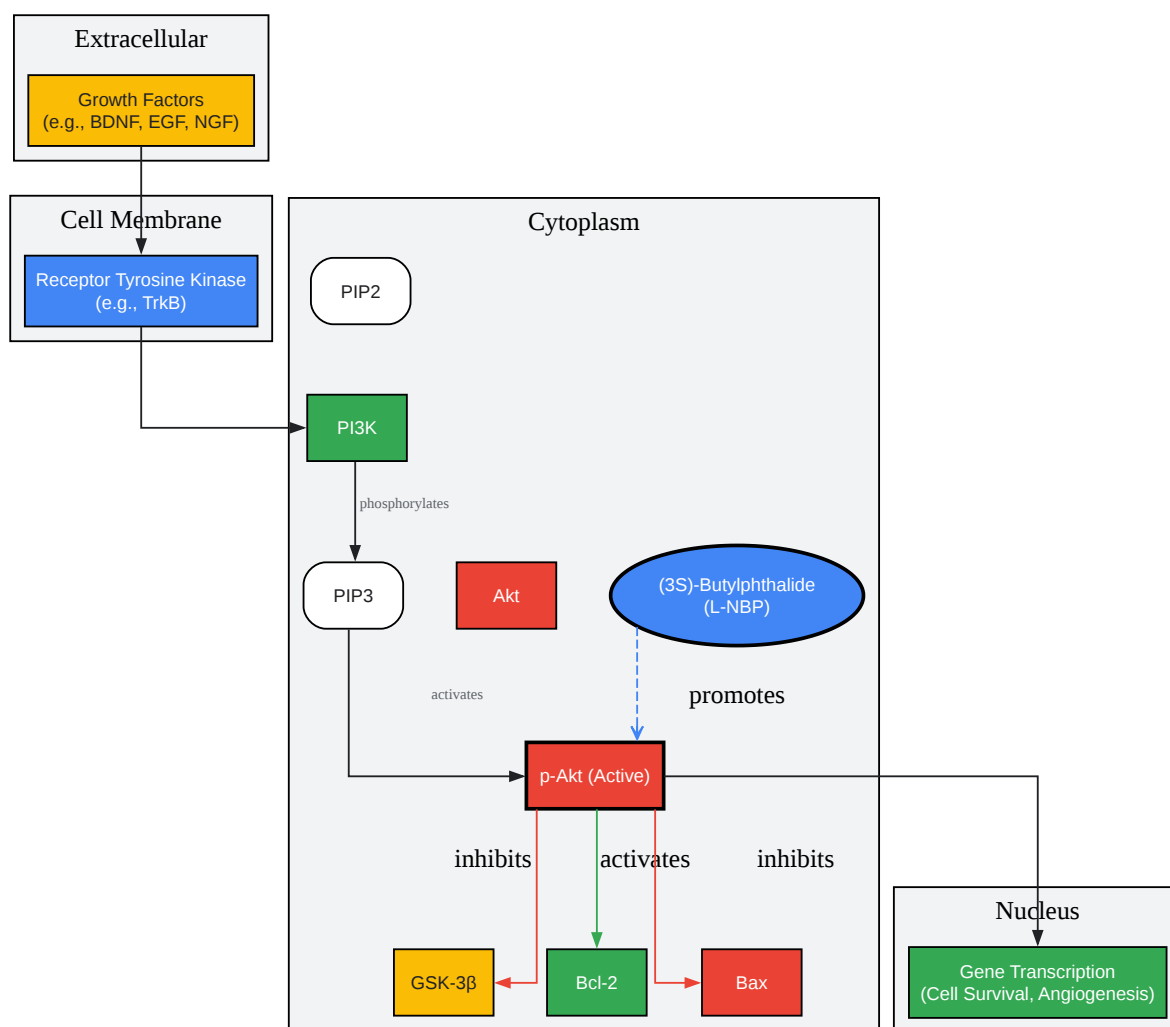 Extracellular
Growth Factors
(e.g., BDNF, EGF, NGF)
Cell Membrane
Receptor Tyrosine Kinase
(e.g., TrkB)
Cytoplasm
PIP2
PI3K
phosphorylates
PIP3
Akt
(3S)-Butylphthalide
(L-NBP)
activates
promotes
p-Akt (Active)
inhibits
activates
inhibits
GSK-3β
Bcl-2
Bax
Nucleus
Gene Transcription
(Cell Survival, Angiogenesis)